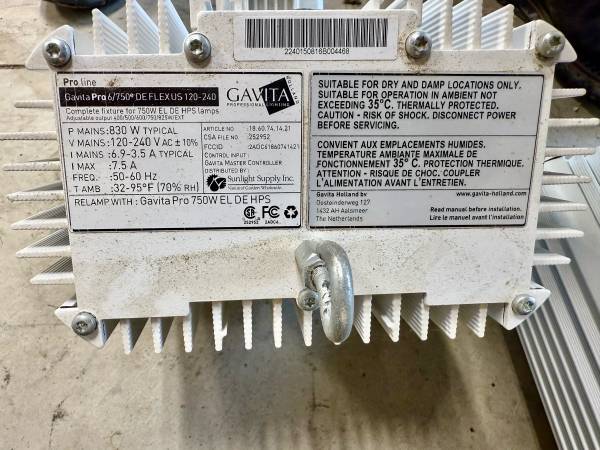 2240150816B004468
Pro line
Gavita Pro 6/750e DE FLEX US 120-240
Complete fixture for 750W EL DE HPS lamps
Adjustable output 400/500/600/750/825W/EXT
GAVITA
HOLLAND
PROFESSIONAL LIGHTING
P MAINS : 830 W TYPICAL
V MAINS : 120-240 V AC ± 10%
I MAINS : 6.9-3.5 A TYPICAL
I MAX : 7.5 A
FREQ. : 50-60 Hz
T AMB : 32-95°F (70% RH)
ARTICLE NO : 18.60.74.14.21
CSA FILE NO : 252952
FCCID : 2AOC61860741421
CONTROL INPUT :
GAVITA MASTER CONTROLLER
DISTRIBUTED BY
Sunlight Supply Inc.
National Garden Wholesale
RELAMP WITH : Gavita Pro 750W EL DE HPS
252952
SUITABLE FOR DRY AND DAMP LOCATIONS ONLY.
SUITABLE FOR OPERATION IN AMBIENT NOT
EXCEEDING 35°C. THERMALLY PROTECTED.
CAUTION - RISK OF SHOCK. DISCONNECT POWER
BEFORE SERVICING.
CONVIENT AUX EMPLACEMENTS HUMIDES.
TEMPERATURE AMBIANTE MAXIMALE DE
FONCTIONNEMENT 35° C. PROTECTION THERMIQUE.
ATTENTION - RISQUE DE CHOC. COUPLER
L'ALIMENTATION AVANT L'ENTRETIEN.
Gavita Holland bv
Oosteinderweg 127
1432 AH Aalsmeer
The Netherlands
www.gavita-holland.com
Read manual before installation.
Lire le manuel avant l'installation.